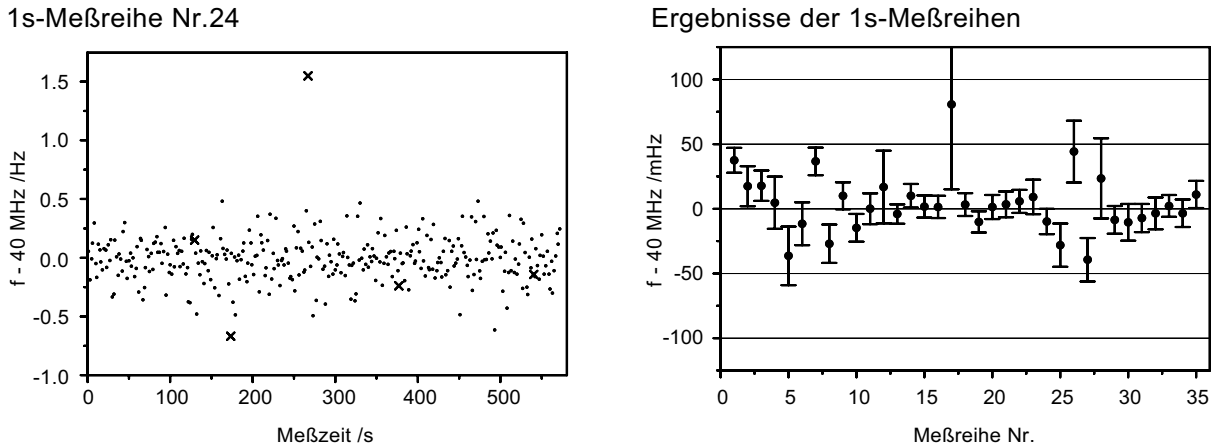 1s-Meßreihe Nr.24
f - 40 MHz /Hz
1.5
1.0
0.5
0.0
-0.5
-1.0
0 100 200 300 400 500
Meßzeit /s
Ergebnisse der 1s-Meßreihen
f - 40 MHz /mHz
100
50
0
-50
-100
0 5 10 15 20 25 30 35
Meßreihe Nr.